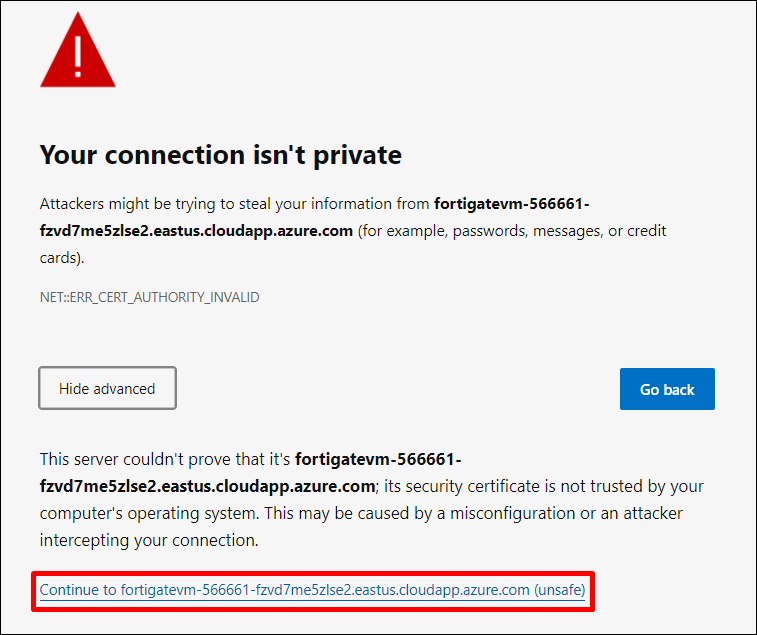 Your connection isn't private
Attackers might be trying to steal your information from fortigatevm-566661-
fzvd7me5zlse2.eastus.cloudapp.azure.com (for example, passwords, messages, or credit
cards).
NET::ERR_CERT_AUTHORITY_INVALID
Hide advanced
Go back
This server couldn't prove that it's fortigatevm-566661-
fzvd7me5zlse2.eastus.cloudapp.azure.com; its security certificate is not trusted by your
computer's operating system. This may be caused by a misconfiguration or an attacker
intercepting your connection.
Continue to fortigatevm-566661-fzvd7me5zlse2.eastus.cloudapp.azure.com (unsafe)